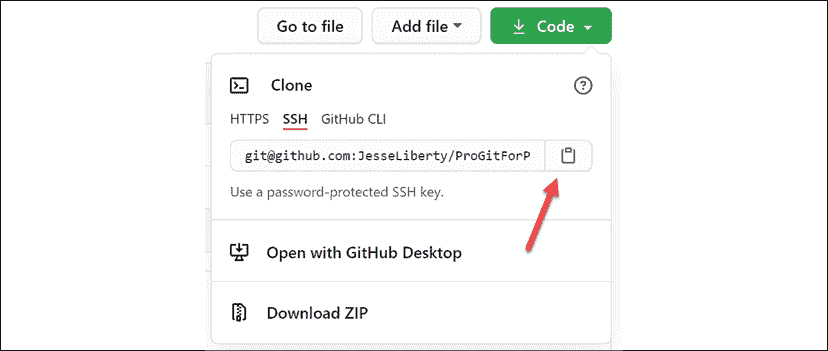 Go to file Add file Code
Clone
HTTPS SSH GitHub CLI
git@github.com:JesseLiberty/ProGitForP
Use a password-protected SSH key.
Open with GitHub Desktop
Download ZIP